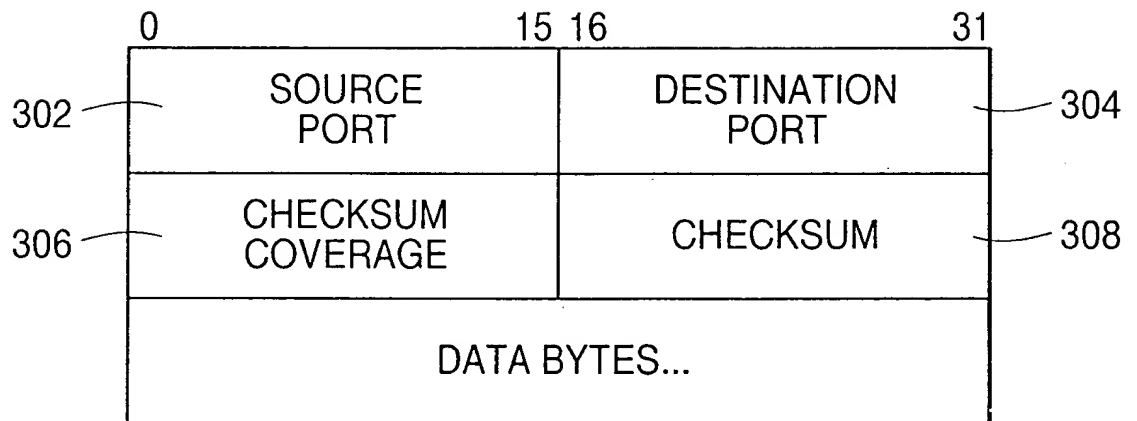 0 15 16 31
302 SOURCE PORT DESTINATION PORT 304
306 CHECKSUM COVERAGE CHECKSUM 308
DATA BYTES...